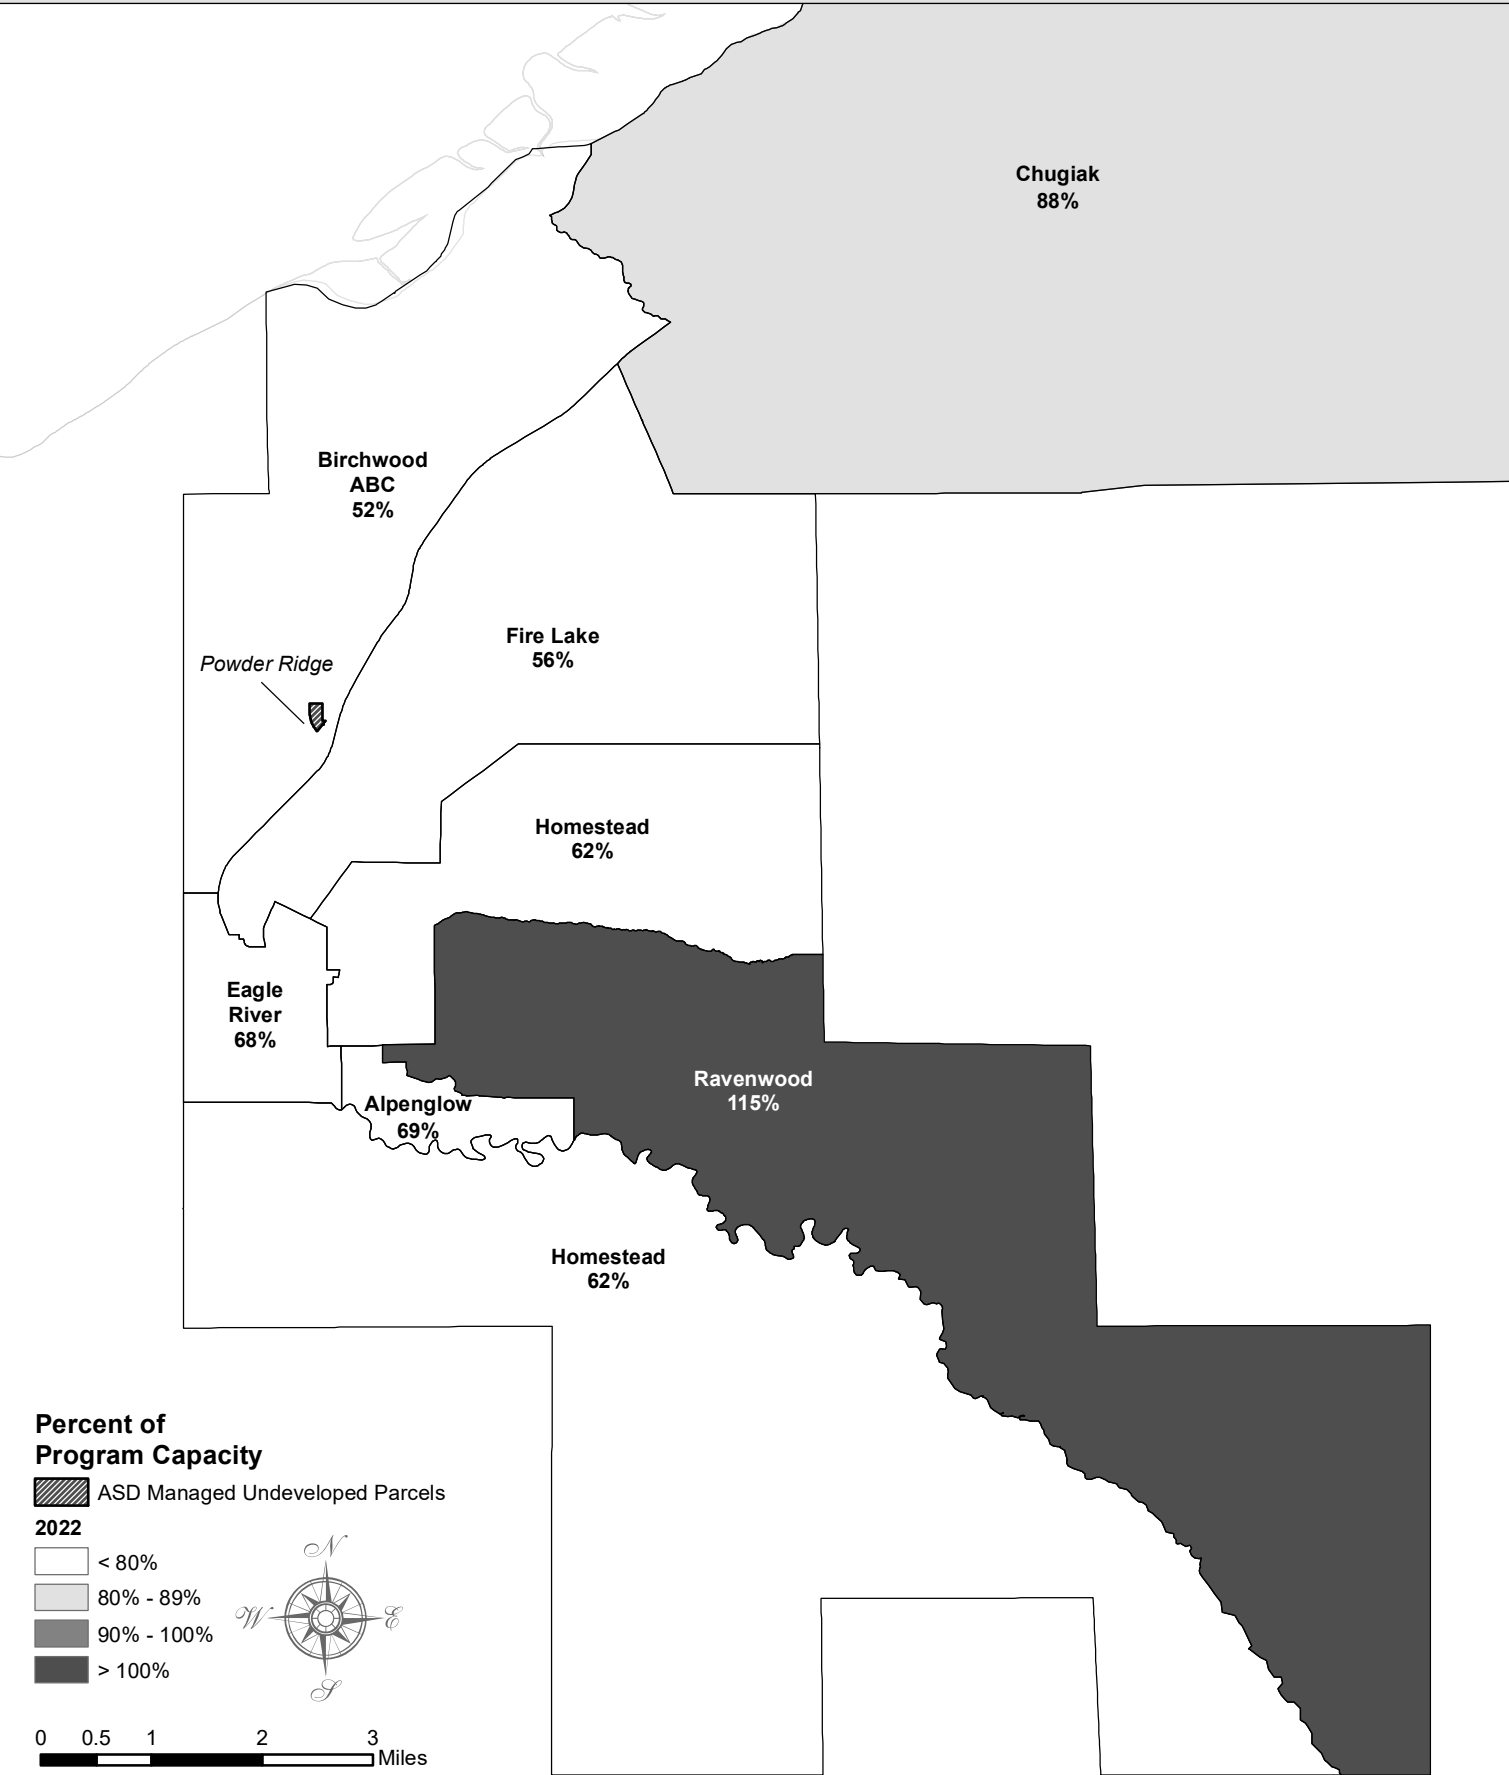 Chugiak
88%
Birchwood
ABC
52%
Fire Lake
56%
Powder Ridge
Homestead
62%
Eagle
River
68%
Ravenwood
115%
Alpenglow
69%
Homestead
62%
Percent of
Program Capacity
ASD Managed Undeveloped Parcels
2022
< 80%
80% - 89%
90% - 100%
> 100%
N
W E
S
0 0.5 1 2 3
Miles